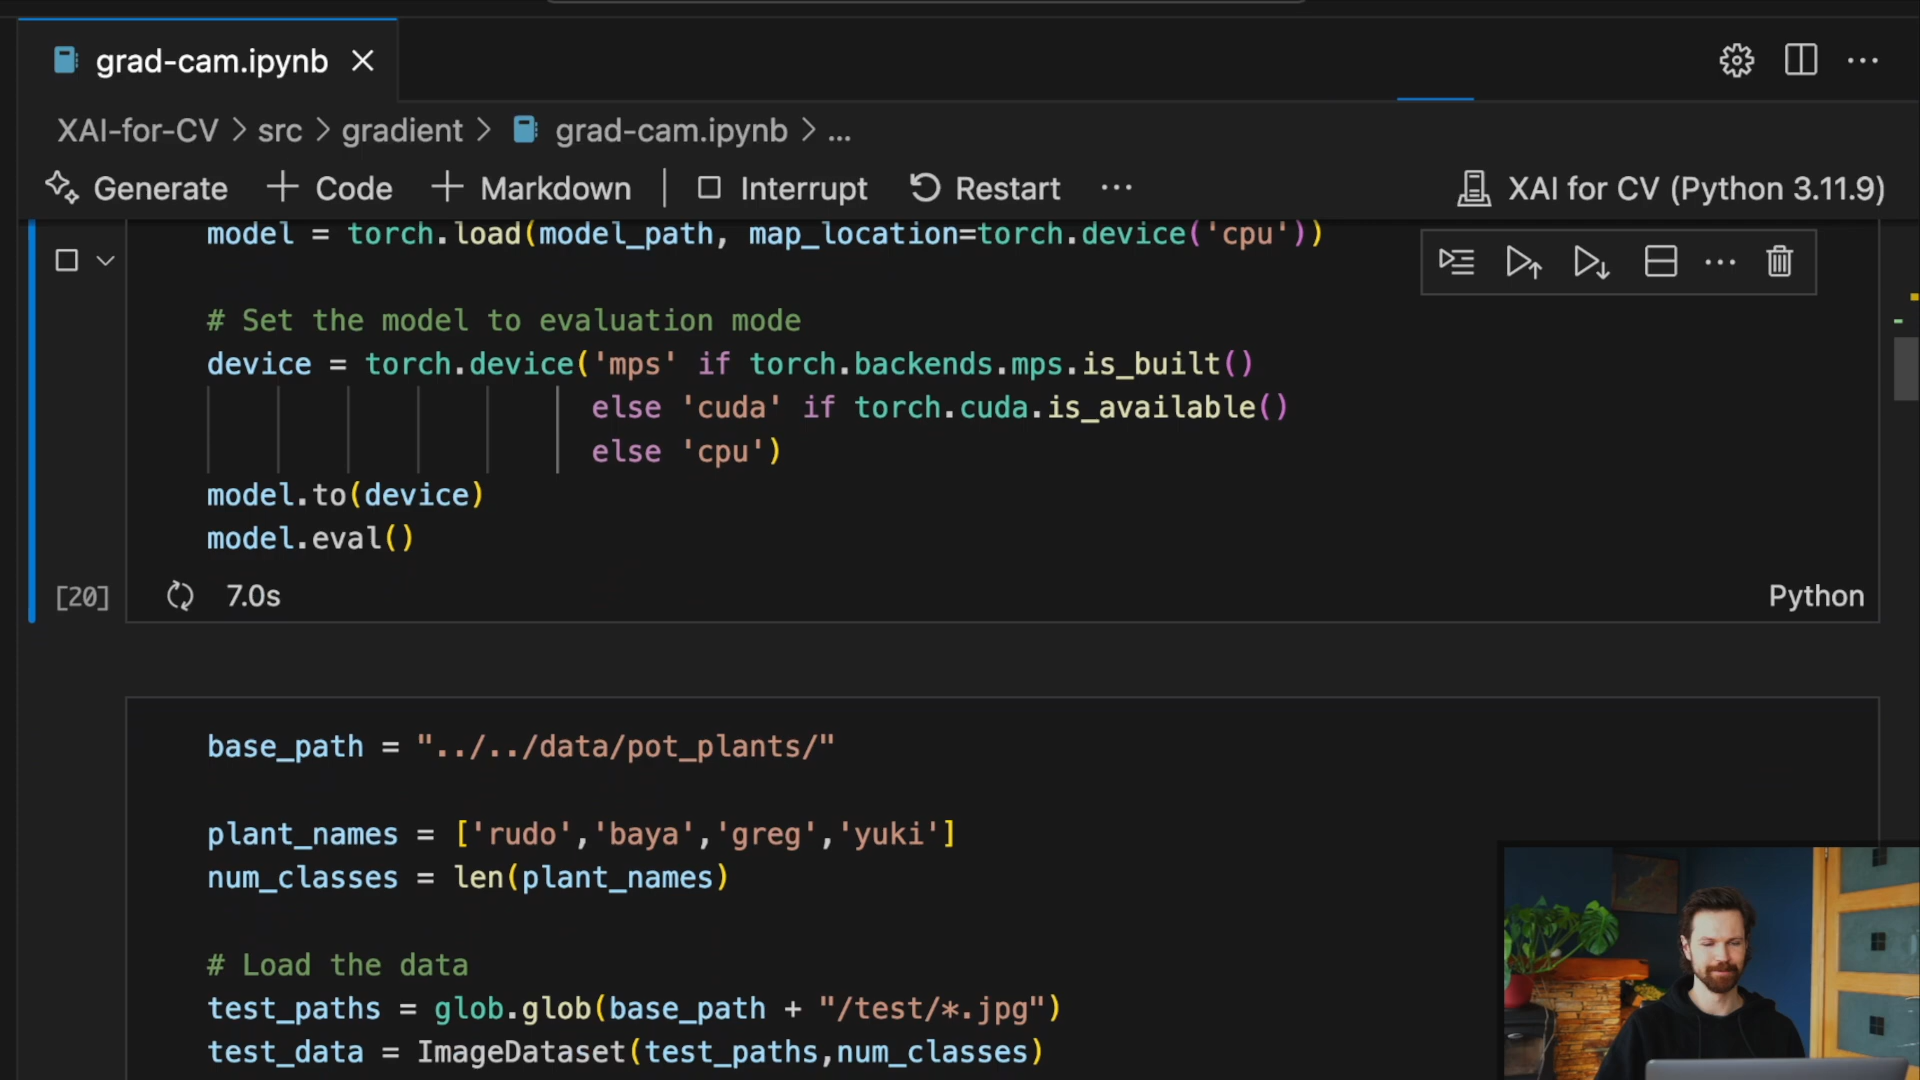 grad-cam.ipynb
XAI-for-CV > src > gradient > grad-cam.ipynb > ...
Generate + Code + Markdown | Interrupt Restart ... XAI for CV (Python 3.11.9)
model = torch.load(model_path, map_location=torch.device('cpu'))
# Set the model to evaluation mode
device = torch.device('mps' if torch.backends.mps.is_built()
else 'cuda' if torch.cuda.is_available()
else 'cpu')
model.to(device)
model.eval()
[20] 7.0s Python
base_path = "../../data/pot_plants/"
plant_names = ['rudo','baya','greg','yuki']
num_classes = len(plant_names)
# Load the data
test_paths = glob.glob(base_path + "/test/*.jpg")
test_data = ImageDataset(test_paths,num_classes)